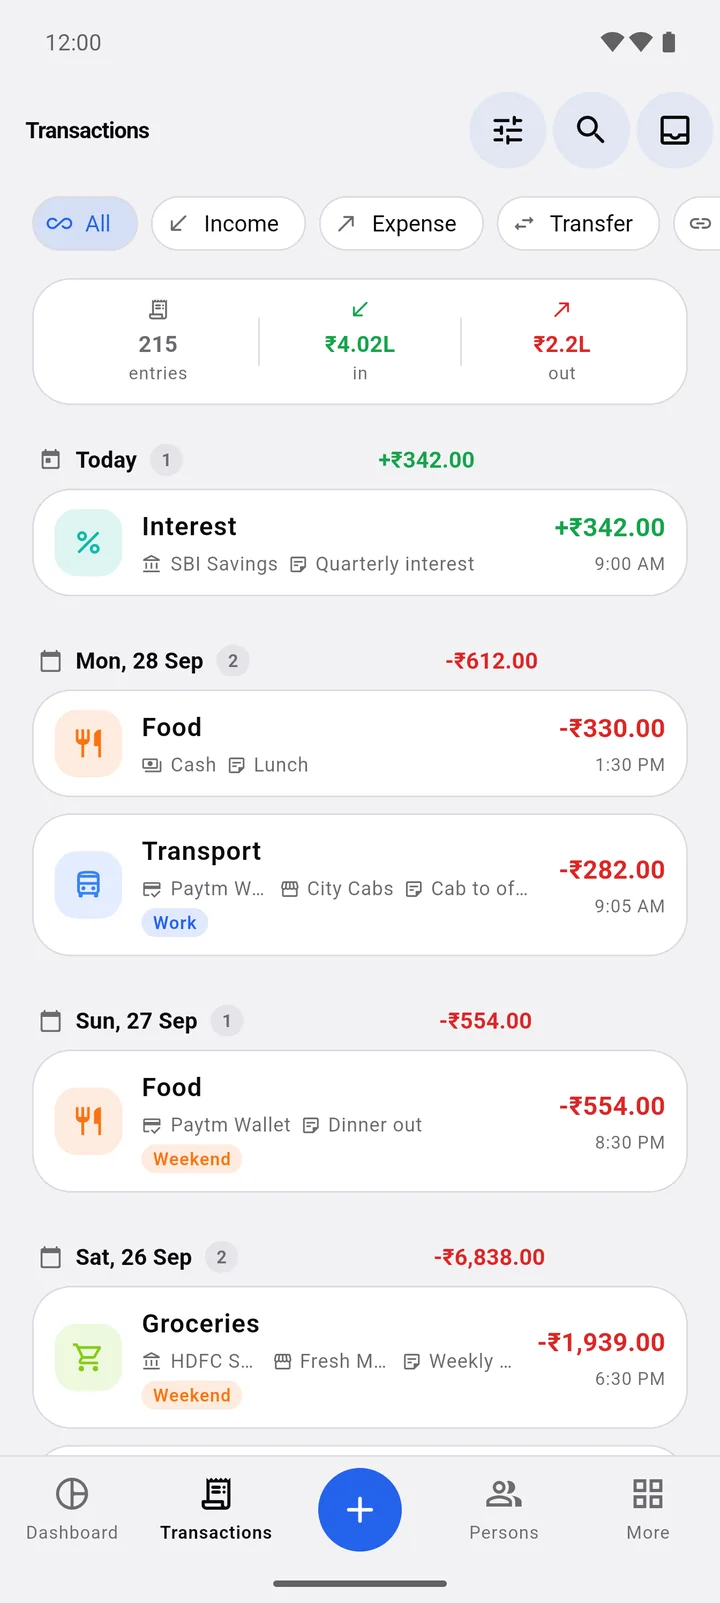 12:00
Transactions
All
Income
Expense
Transfer
215
entries
₹4.02L
in
₹2.2L
out
Today 1 +₹342.00
Interest
+₹342.00
SBI Savings Quarterly interest
9:00 AM
Mon, 28 Sep 2 -₹612.00
Food
-₹330.00
Cash Lunch
1:30 PM
Transport
-₹282.00
Paytm W... City Cabs Cab to of...
9:05 AM
Work
Sun, 27 Sep 1 -₹554.00
Food
-₹554.00
Paytm Wallet Dinner out
8:30 PM
Weekend
Sat, 26 Sep 2 -₹6,838.00
Groceries
-₹1,939.00
HDFC S... Fresh M... Weekly ...
6:30 PM
Weekend
Dashboard
Transactions
Persons
More